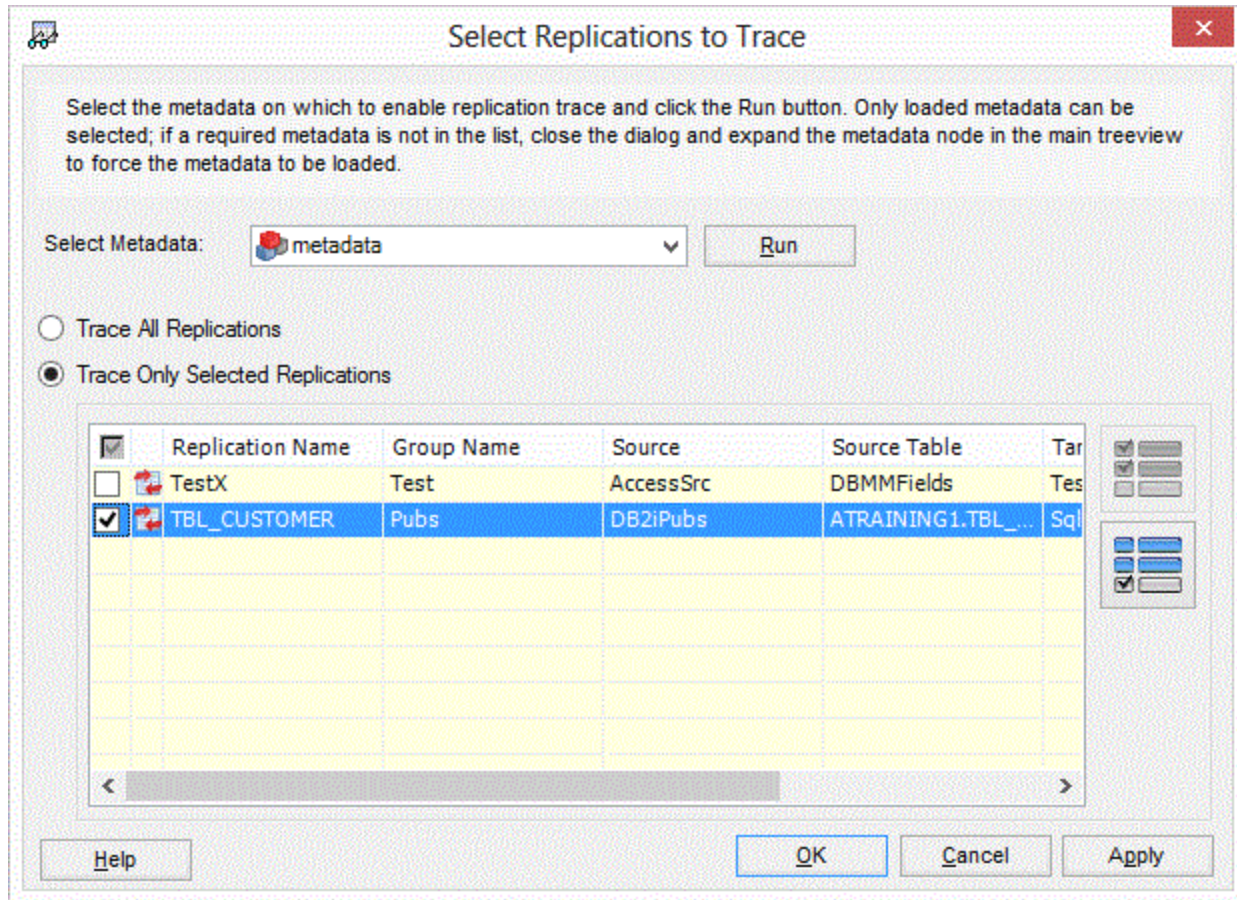 Select Replications to Trace
Select the metadata on which to enable replication trace and click the Run button. Only loaded metadata can be
selected; if a required metadata is not in the list, close the dialog and expand the metadata node in the main treeview
to force the metadata to be loaded.
Select Metadata: metadata Run
Trace All Replications
Trace Only Selected Replications
Replication Name Group Name Source Source Table Tar
TestX Test AccessSrc DBMMFields Tes
TBL_CUSTOMER Pubs DB2iPubs ATRAINING1.TBL_... Sql
Help OK Cancel Apply